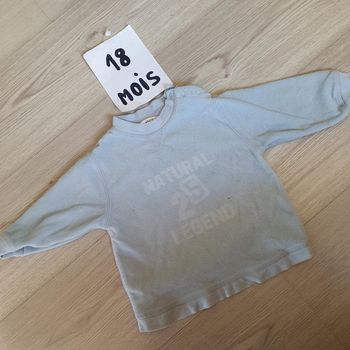 18
MOIS
NATURAL
25
LEGEND